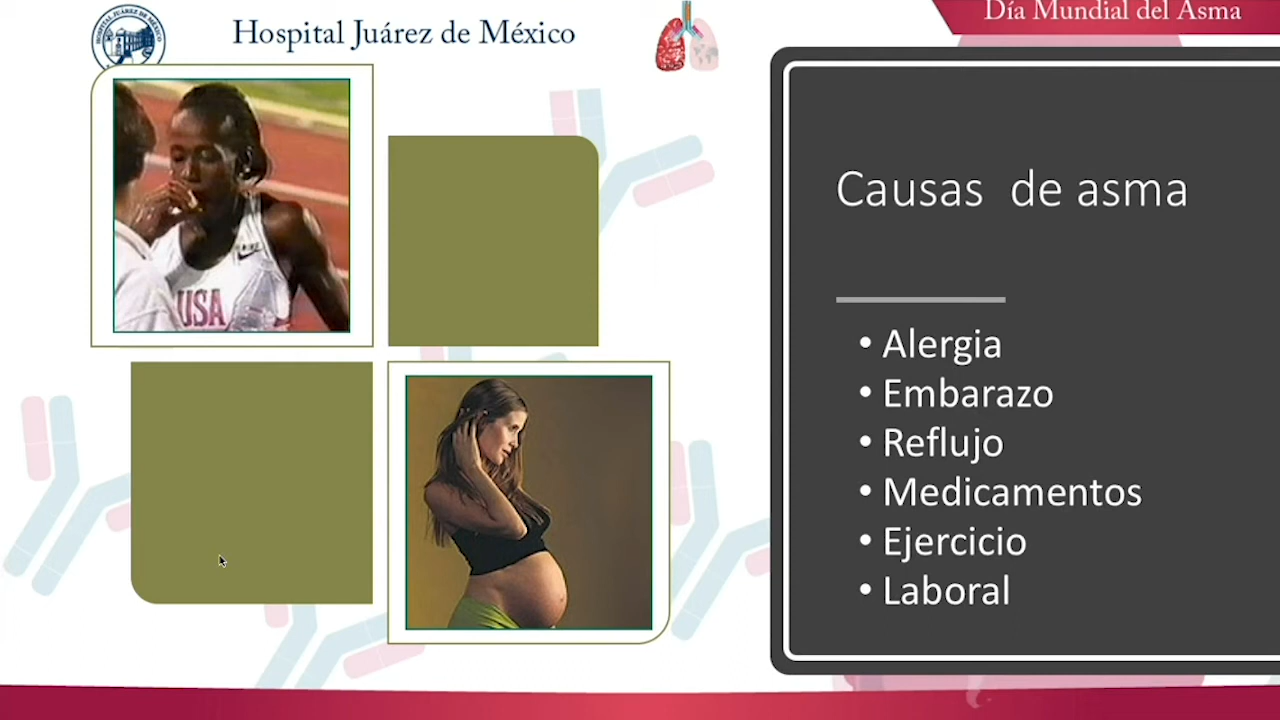 Hospital Juárez de México
Día Mundial del Asma
USA
Causas de asma
• Alergia
• Embarazo
• Reflujo
• Medicamentos
• Ejercicio
• Laboral